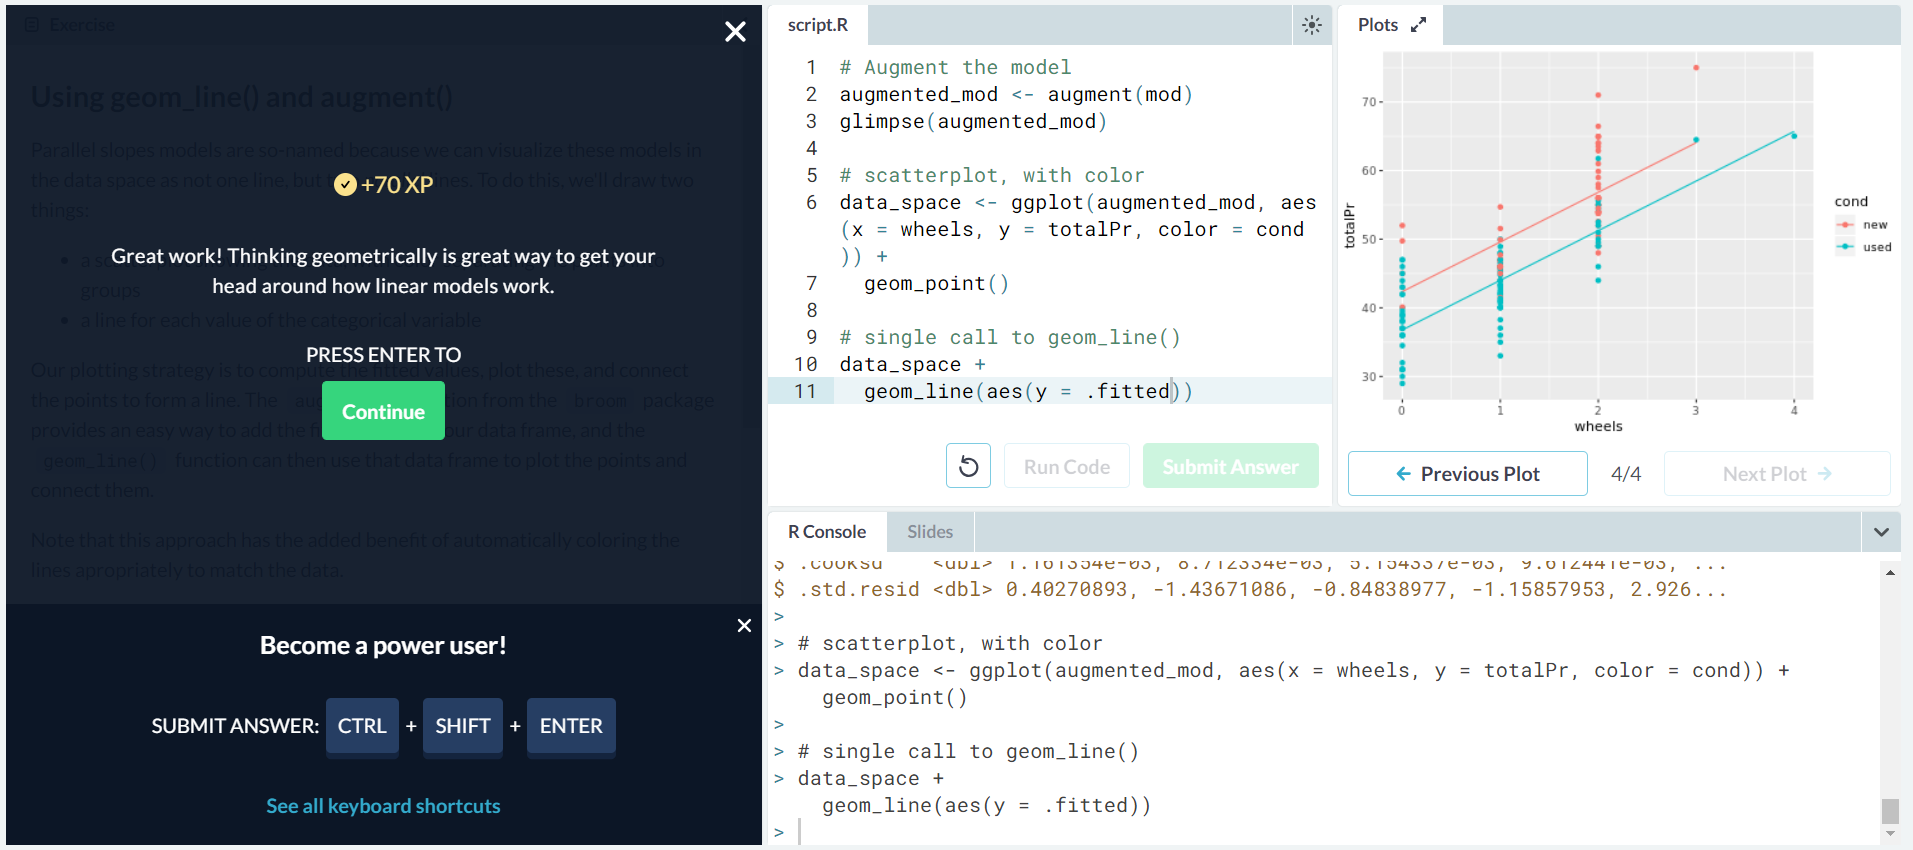 Exercise
Using geom_line() and augment()
Parallel slopes models are so-named because we can visualize these models in
the data space as not one line, but lines. To do this, we'll draw two
things:
+70 XP
Great work! Thinking geometrically is great way to get your
head around how linear models work.
groups
a line for each value of the categorical variable
PRESS ENTER TO
Our plotting strategy is to compute the fitted values, plot these, and connect
the points to form a line. The from the broom package
Continue
provides an easy way to add the your data frame, and the
geom_line() function can then use that data frame to plot the points and
connect them.
Note that this approach has the added benefit of automatically coloring the
lines apropriately to match the data.
Become a power user!
SUBMIT ANSWER: CTRL + SHIFT + ENTER
See all keyboard shortcuts
script.R
1 # Augment the model
2 augmented_mod <- augment(mod)
3 glimpse(augmented_mod)
4
5 # scatterplot, with color
6 data_space <- ggplot(augmented_mod, aes
(x = wheels, y = totalPr, color = cond
)) +
7 geom_point()
8
9 # single call to geom_line()
10 data_space +
11 geom_line(aes(y = .fitted))
Run Code
Submit Answer
Plots
70
60
50
40
30
totalPr
0 1 2 3 4
wheels
cond
new
used
Previous Plot
4/4
Next Plot
R Console
Slides
$ .cooksd <dbl> 1.161354e-03, 8.712334e-03, 5.154337e-03, 9.612441e-03, ...
$ .std.resid <dbl> 0.40270893, -1.43671086, -0.84838977, -1.15857953, 2.926...
>
> # scatterplot, with color
> data_space <- ggplot(augmented_mod, aes(x = wheels, y = totalPr, color = cond)) +
geom_point()
>
> # single call to geom_line()
> data_space +
geom_line(aes(y = .fitted))
>